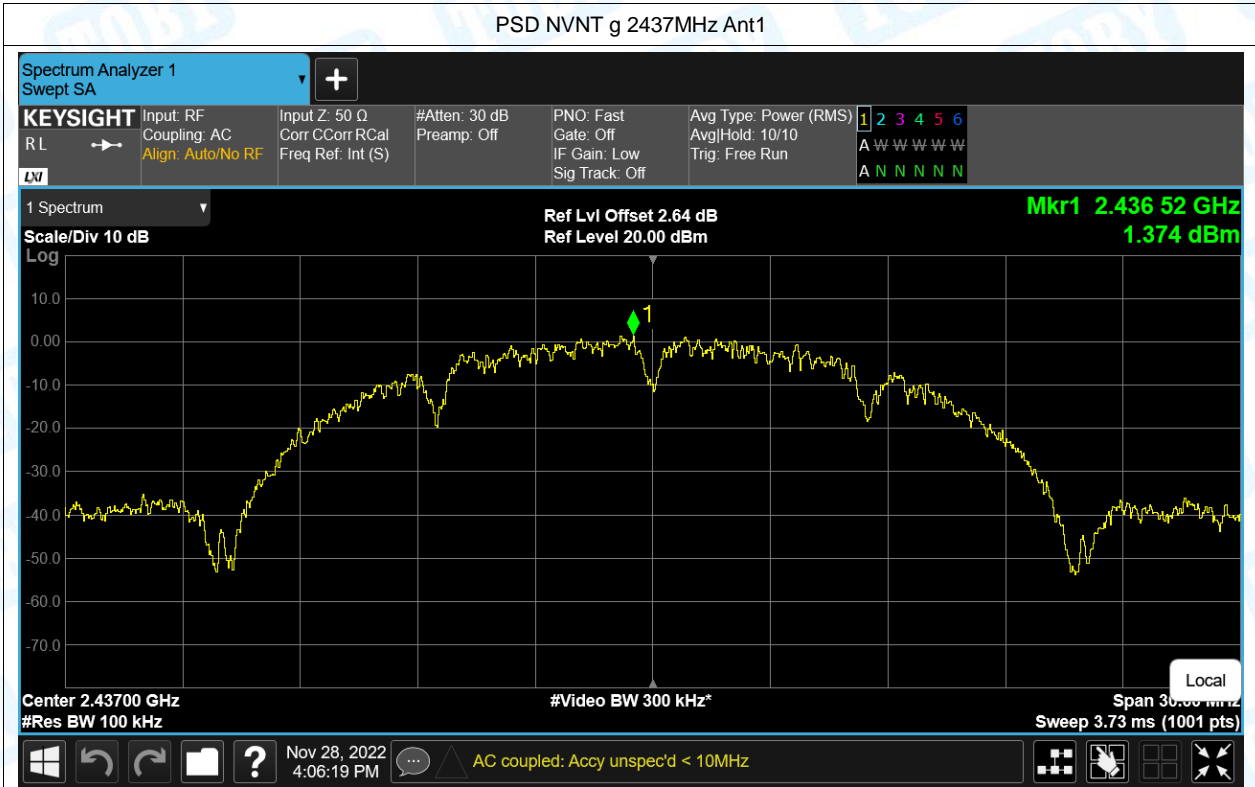 PSD NVNT g 2437MHz Ant1
Spectrum Analyzer 1
Swept SA
KEYSIGHT
R L
LXI
Input: RF
Coupling: AC
Align: Auto/No RF
Input Z: 50 Ω
Corr CCorr RCal
Freq Ref: Int (S)
#Atten: 30 dB
Preamp: Off
PNO: Fast
Gate: Off
IF Gain: Low
Sig Track: Off
Avg Type: Power (RMS)
Avg|Hold: 10/10
Trig: Free Run
1 2 3 4 5 6
A W W W W W
A N N N N N
1 Spectrum
Scale/Div 10 dB
Log
Ref Lvl Offset 2.64 dB
Ref Level 20.00 dBm
Mkr1 2.436 52 GHz
1.374 dBm
10.0
0.00
-10.0
-20.0
-30.0
-40.0
-50.0
-60.0
-70.0
1
Center 2.43700 GHz
#Res BW 100 kHz
#Video BW 300 kHz*
Local
Span 30.00 MHz
Sweep 3.73 ms (1001 pts)
?
Nov 28, 2022
4:06:19 PM
AC coupled: Accy unspec'd < 10MHz
TOBY